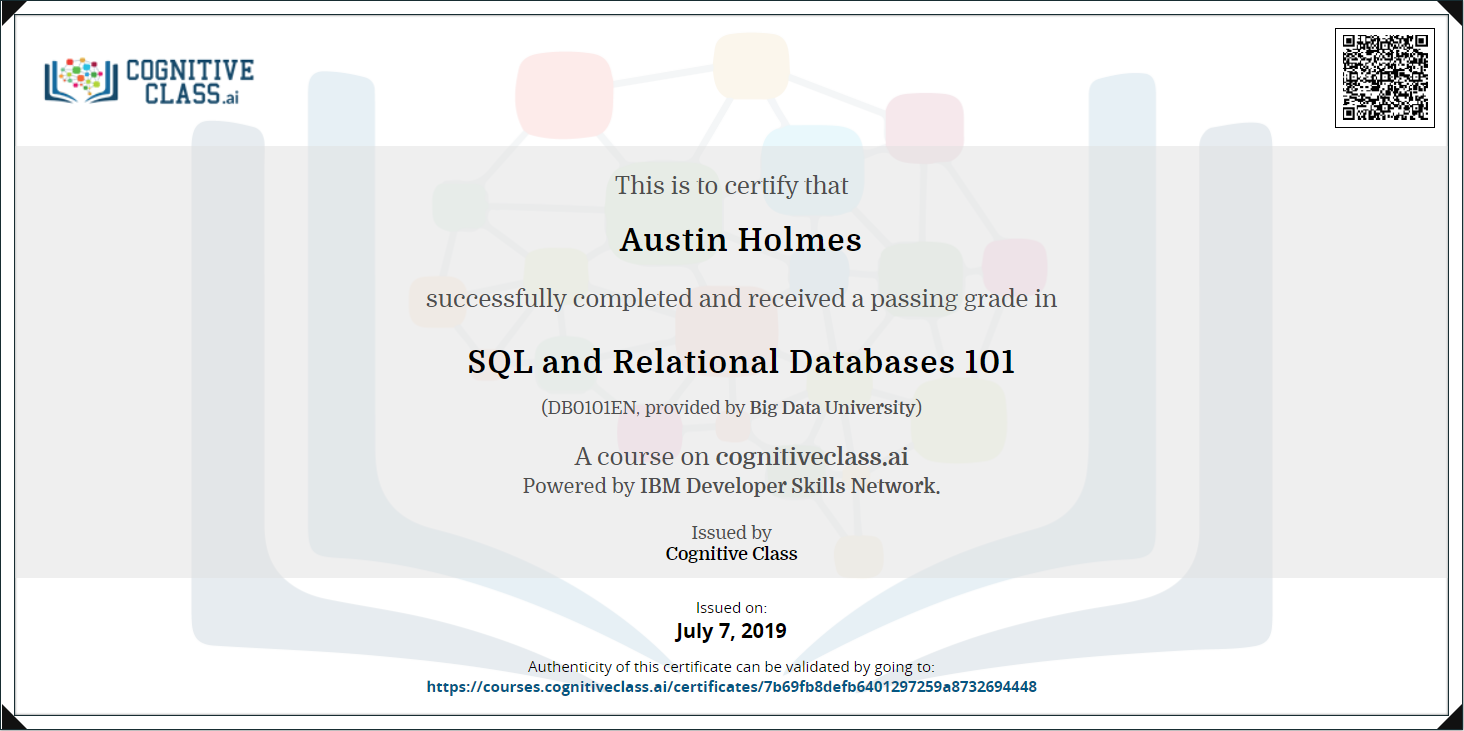 COGNITIVE
CLASS.ai
This is to certify that
Austin Holmes
successfully completed and received a passing grade in
SQL and Relational Databases 101
(DB0101EN, provided by Big Data University)
A course on cognitiveclass.ai
Powered by IBM Developer Skills Network.
Issued by
Cognitive Class
Issued on:
July 7, 2019
Authenticity of this certificate can be validated by going to:
https://courses.cognitiveclass.ai/certificates/7b69fb8defb6401297259a8732694448